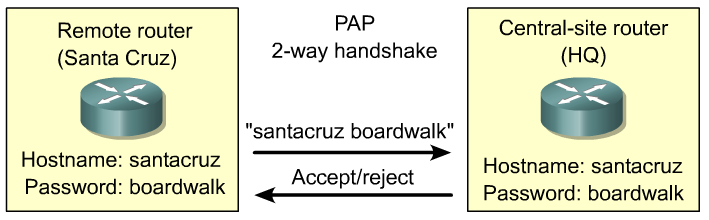 Remote router
(Santa Cruz)
Hostname: santacruz
Password: boardwalk
PAP
2-way handshake
"santacruz boardwalk"
Accept/reject
Central-site router
(HQ)
Hostname: santacruz
Password: boardwalk